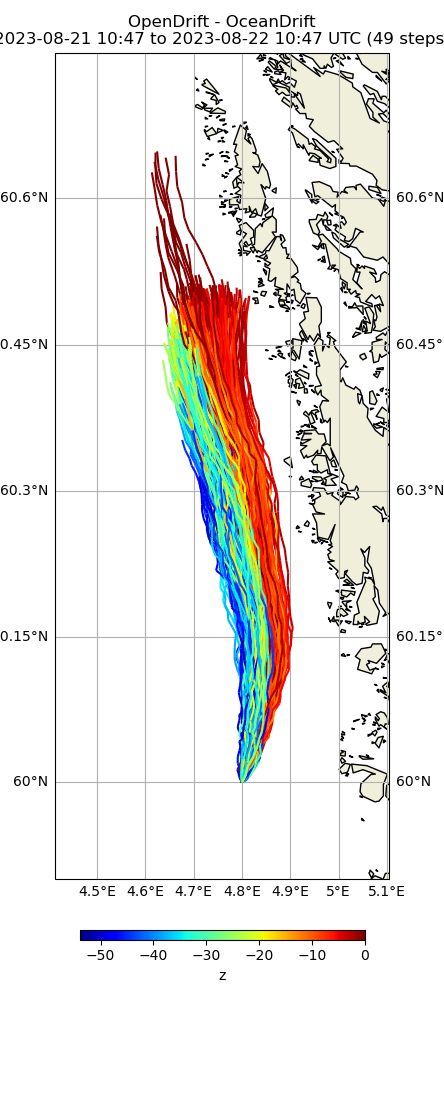 OpenDrift - OceanDrift
2023-08-21 10:47 to 2023-08-22 10:47 UTC (49 steps
60.6°N 60.6°N
0.45°N 60.45°
60.3°N 60.3°N
0.15°N 60.15°
60°N 60°N
4.5°E 4.6°E 4.7°E 4.8°E 4.9°E 5°E 5.1°E
−50 −40 −30 −20 −10 0
z